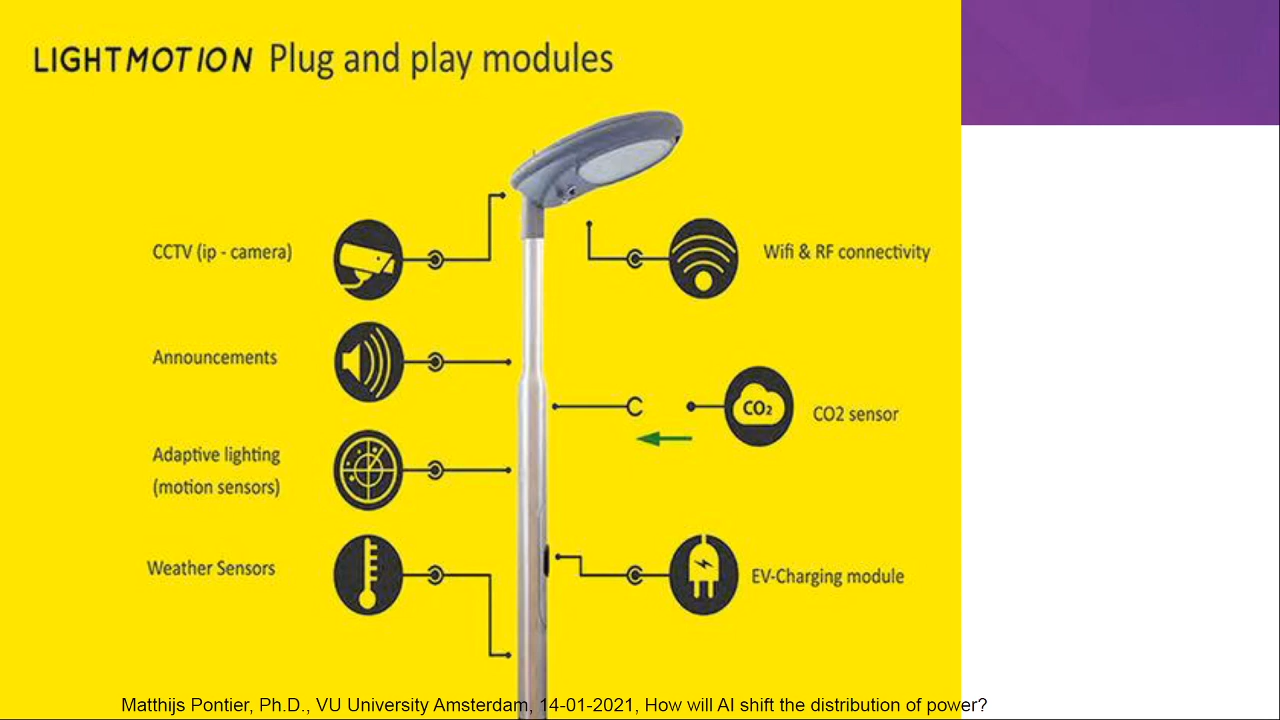 LIGHTMOTION Plug and play modules
CCTV (ip - camera)
Wifi & RF connectivity
Announcements
CO2
CO2 sensor
Adaptive lighting
(motion sensors)
Weather Sensors
EV-Charging module
Matthijs Pontier, Ph.D., VU University Amsterdam, 14-01-2021, How will AI shift the distribution of power?